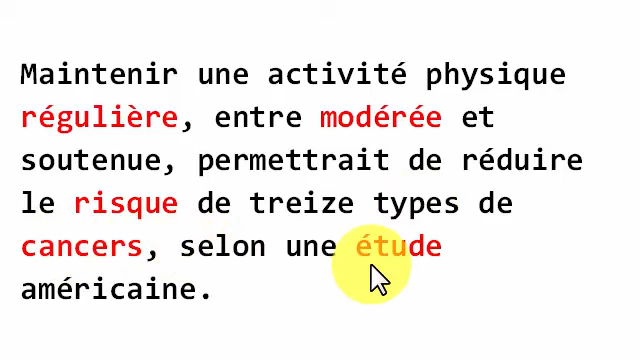 Maintenir une activité physique
régulière, entre modérée et
soutenue, permettrait de réduire
le risque de treize types de
cancers, selon une étude
américaine.